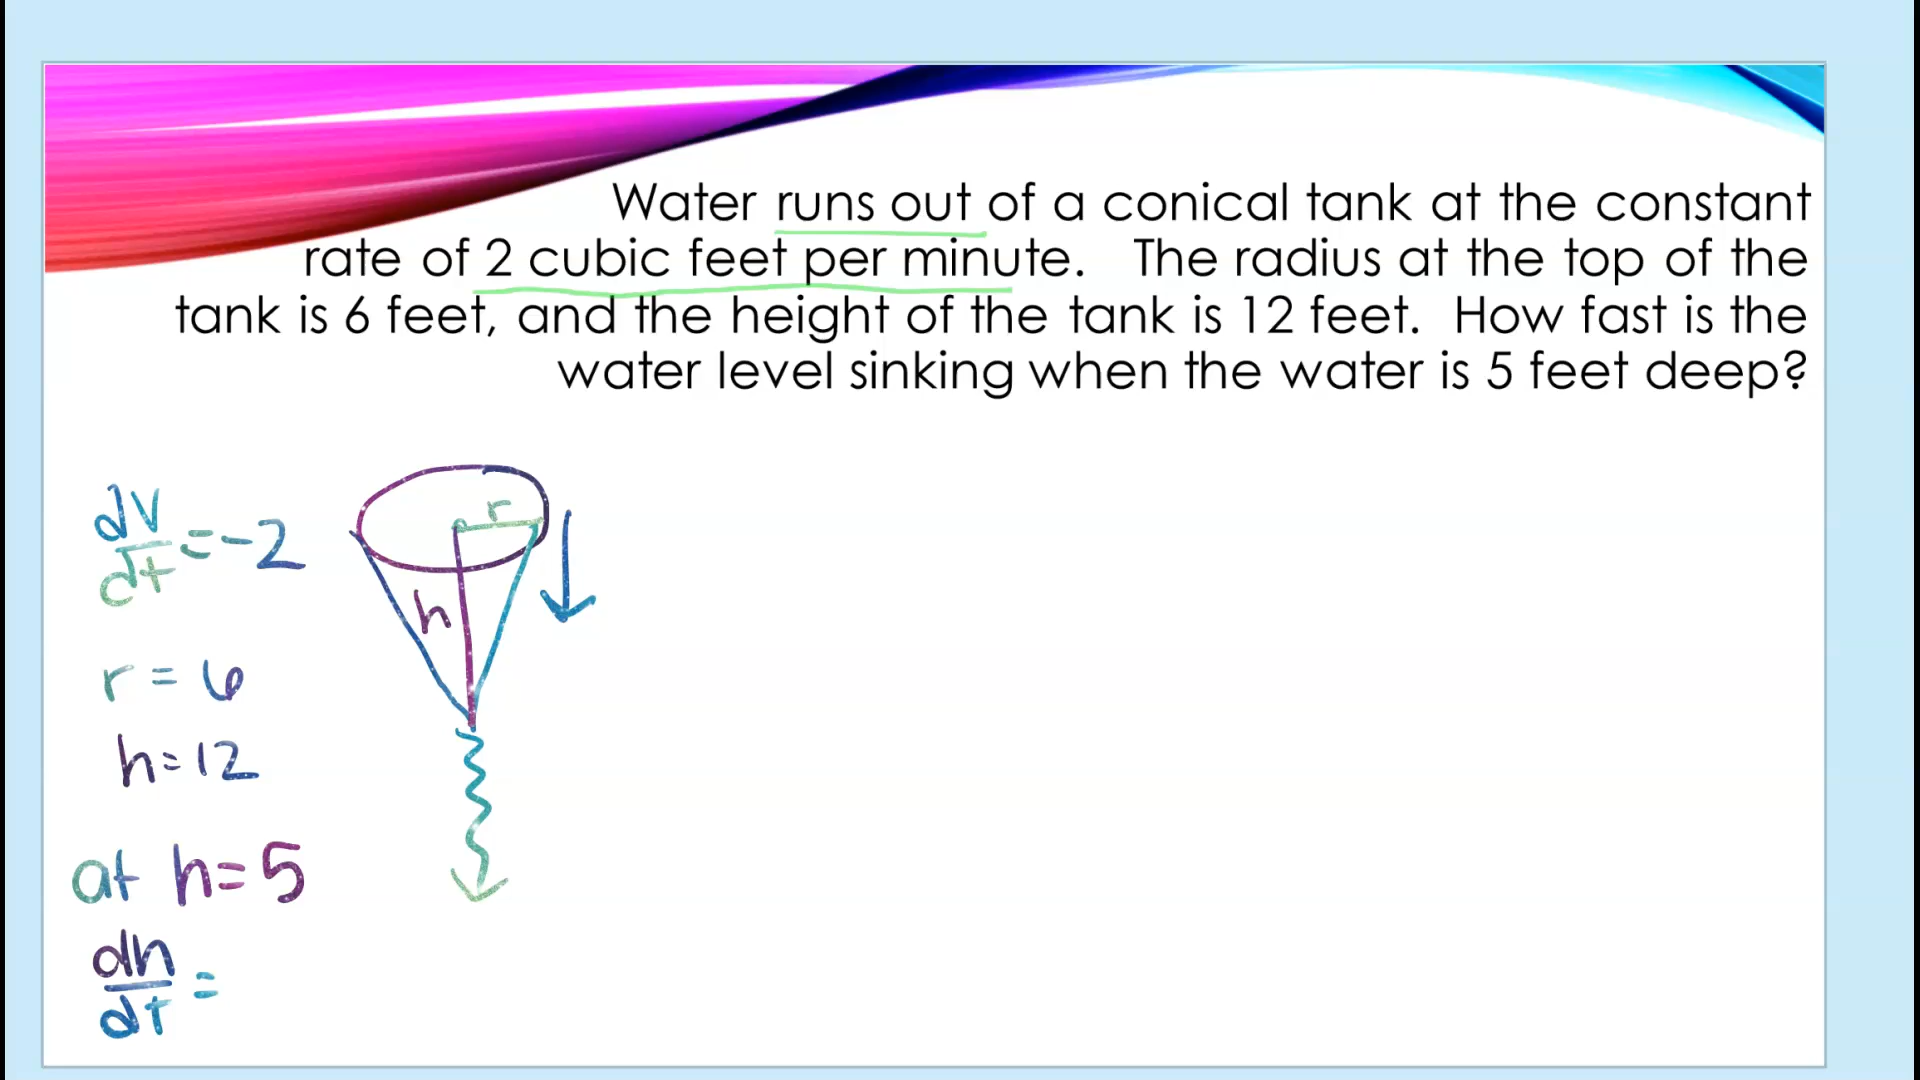 Water runs out of a conical tank at the constant
rate of 2 cubic feet per minute. The radius at the top of the
tank is 6 feet, and the height of the tank is 12 feet. How fast is the
water level sinking when the water is 5 feet deep?
dV/dt = -2
r
h
r = 6
h = 12
at h = 5
dh/dt =